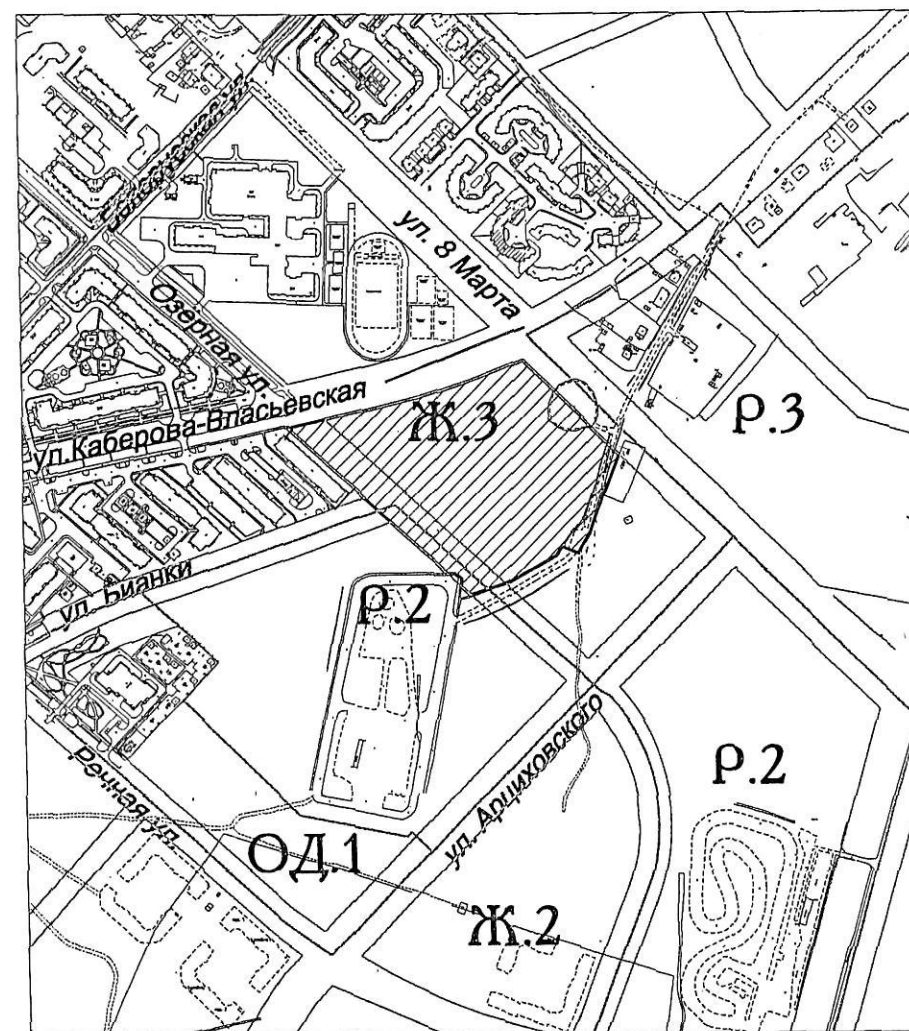 ул. 8 Марта
Озерная ул.
Ж.3
Р.3
ул.Каберова-Власьевская
ул. Бианки
Р.2
Р.2
ул. Арциховского
Речная ул.
ОД.1
Ж.2